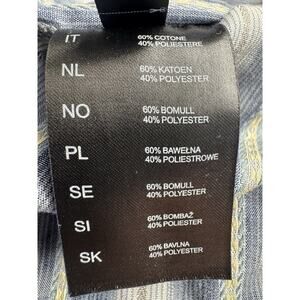 IT 60% COTONE
40% POLIESTERE
NL 60% KATOEN
40% POLYESTER
NO 60% BOMULL
40% POLYESTER
PL 60% BAWEŁNA
40% POLIESTROWE
SE 60% BOMULL
40% POLYESTER
SI 60% BOMBAŽ
40% POLIESTER
SK 60% BAVLNA
40% POLYESTER